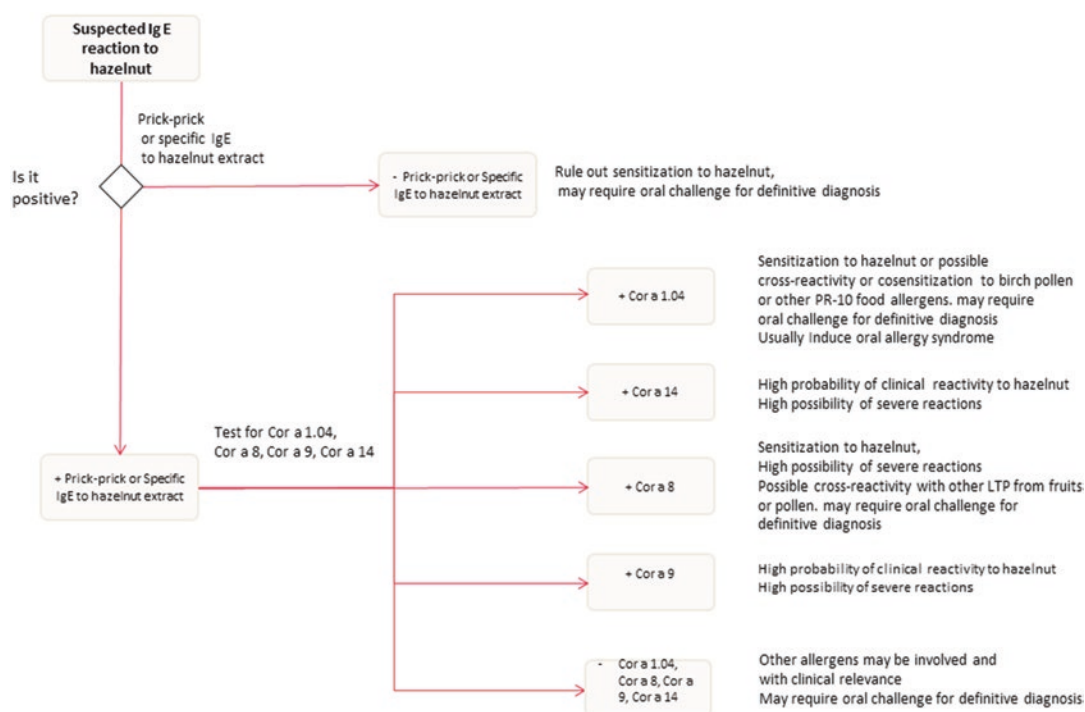 Suspected IgE
reaction to
hazelnut
Prick-prick
or specific IgE
to hazelnut extract
Is it
positive?
- Prick-prick or Specific
IgE to hazelnut extract
Rule out sensitization to hazelnut,
may require oral challenge for definitive diagnosis
+ Cor a 1.04
Sensitization to hazelnut or possible
cross-reactivity or cosensitization to birch pollen
or other PR-10 food allergens. may require
oral challenge for definitive diagnosis
Usually Induce oral allergy syndrome
+ Cor a 14
High probability of clinical reactivity to hazelnut
High possibility of severe reactions
Test for Cor a 1.04,
Cor a 8, Cor a 9, Cor a 14
+ Prick-prick or Specific
IgE to hazelnut extract
+ Cor a 8
Sensitization to hazelnut,
High possibility of severe reactions
Possible cross-reactivity with other LTP from fruits
or pollen. may require oral challenge for
definitive diagnosis
+ Cor a 9
High probability of clinical reactivity to hazelnut
High possibility of severe reactions
- Cor a 1.04,
Cor a 8, Cor a
9, Cor a 14
Other allergens may be involved and
with clinical relevance
May require oral challenge for definitive diagnosis